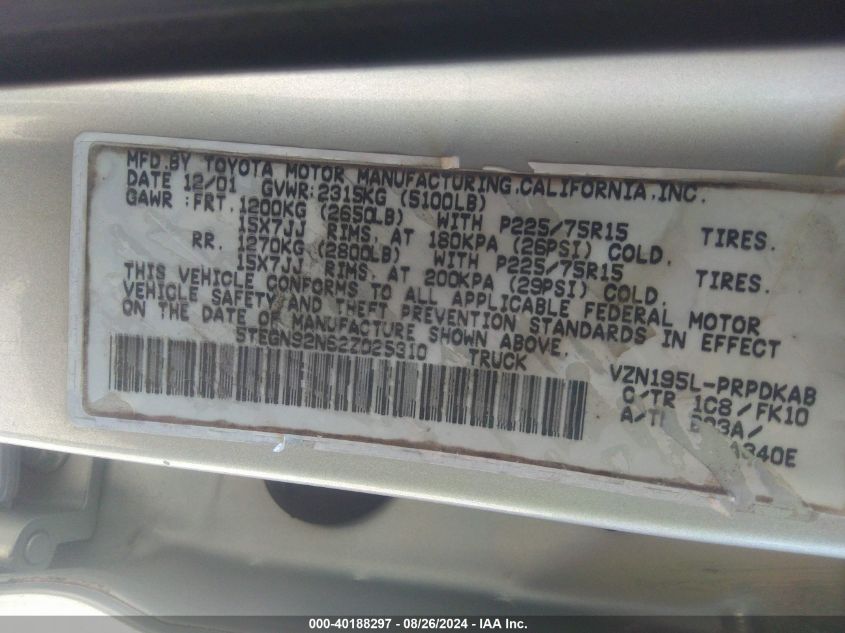 MFD.BY TOYOTA MOTOR MANUFACTURING.CALIFORNIA.INC.
DATE 12/01 GVWR:2315KG (5100LB)
GAWR :FRT.1200KG (2650LB) WITH P225/75R15 TIRES.
15X7JJ RIMS, AT 180KPA (26PSI) COLD.
RR. 1270KG (2800LB) WITH P225/75R15 TIRES.
15X7JJ RIMS, AT 200KPA (29PSI) COLD.
THIS VEHICLE CONFORMS TO ALL APPLICABLE FEDERAL MOTOR
VEHICLE SAFETY AND THEFT PREVENTION STANDARDS IN EFFECT
ON THE DATE OF MANUFACTURE SHOWN ABOVE.
5TEGN92N62Z025310 TRUCK
VZN195L-PRPDKAB
C/TR 1C8/FK10
A/TM B03A/
A340E
000-40188297 - 08/26/2024 - IMPACT Auctions, Inc.